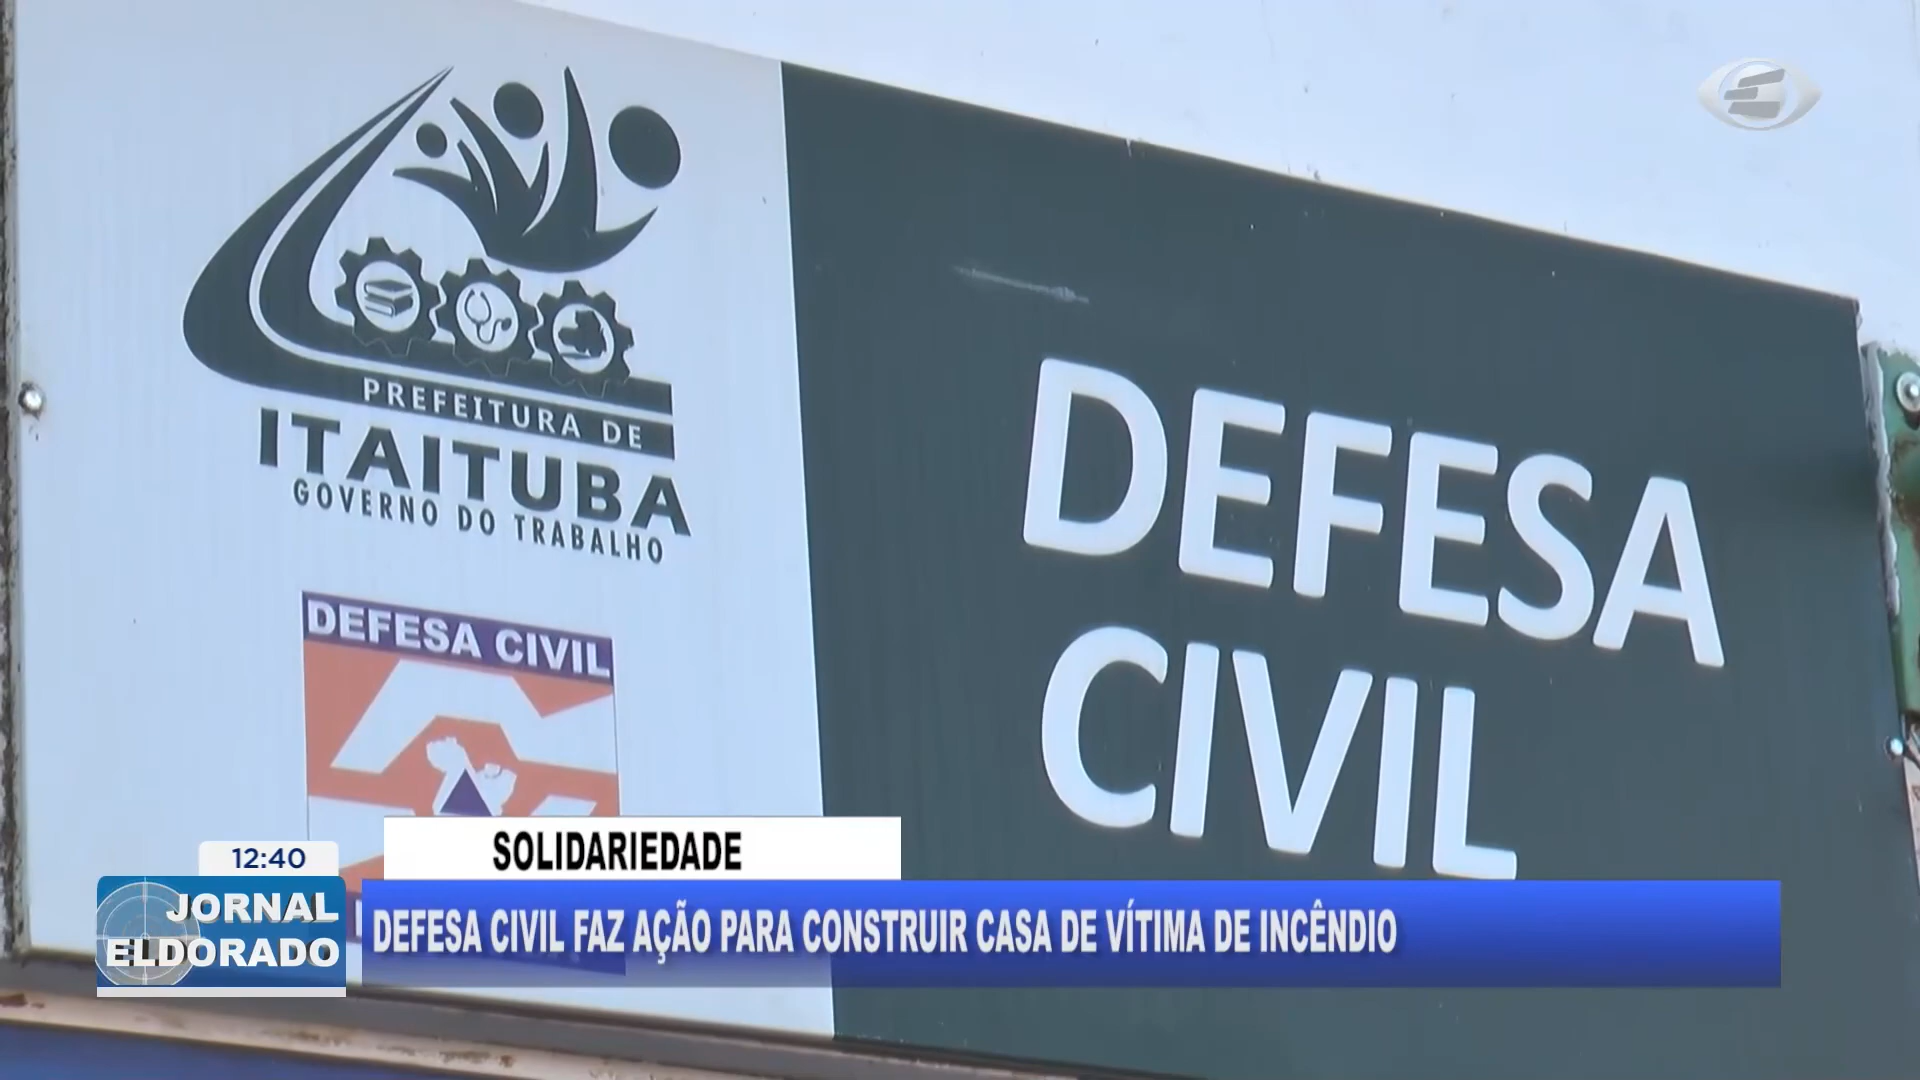 PREFEITURA DE
ITAITUBA
GOVERNO DO TRABALHO
DEFESA CIVIL
DEFESA
CIVIL
SOLIDARIEDADE
12:40
JORNAL
ELDORADO
DEFESA CIVIL FAZ AÇÃO PARA CONSTRUIR CASA DE VÍTIMA DE INCÊNDIO